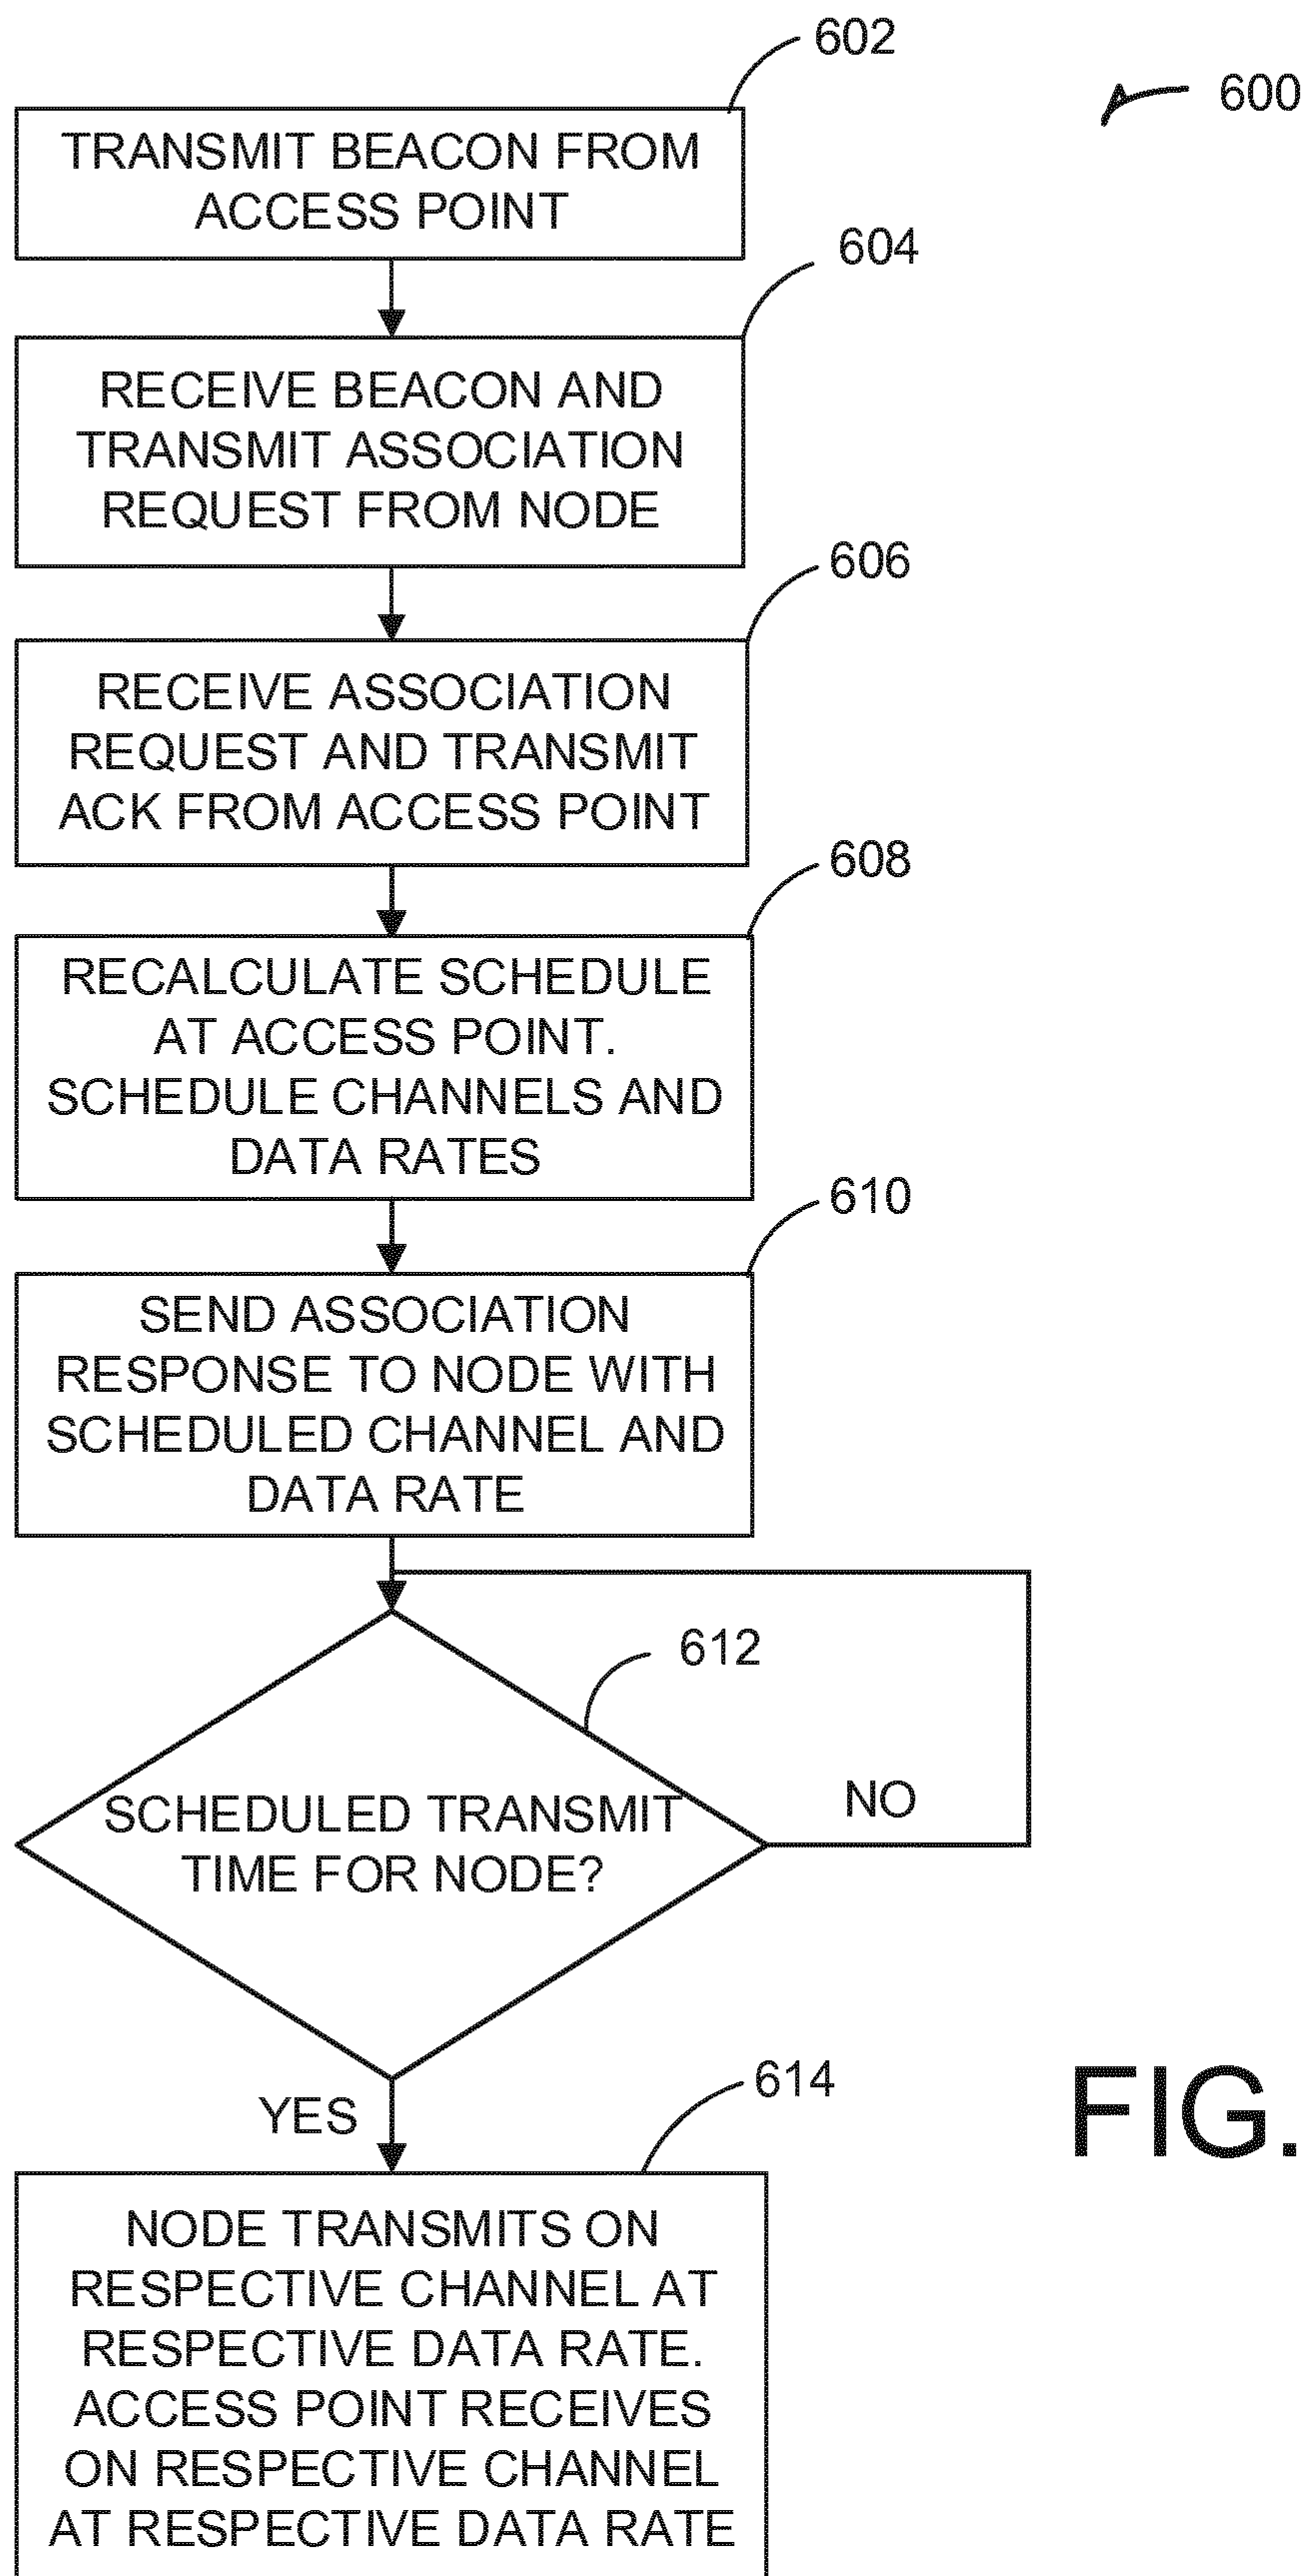 602
600
TRANSMIT BEACON FROM
ACCESS POINT
604
RECEIVE BEACON AND
TRANSMIT ASSOCIATION
REQUEST FROM NODE
606
RECEIVE ASSOCIATION
REQUEST AND TRANSMIT
ACK FROM ACCESS POINT
608
RECALCULATE SCHEDULE
AT ACCESS POINT.
SCHEDULE CHANNELS AND
DATA RATES
610
SEND ASSOCIATION
RESPONSE TO NODE WITH
SCHEDULED CHANNEL AND
DATA RATE
612
NO
SCHEDULED TRANSMIT
TIME FOR NODE?
614
YES
FIG.
NODE TRANSMITS ON
RESPECTIVE CHANNEL AT
RESPECTIVE DATA RATE.
ACCESS POINT RECEIVES
ON RESPECTIVE CHANNEL
AT RESPECTIVE DATA RATE